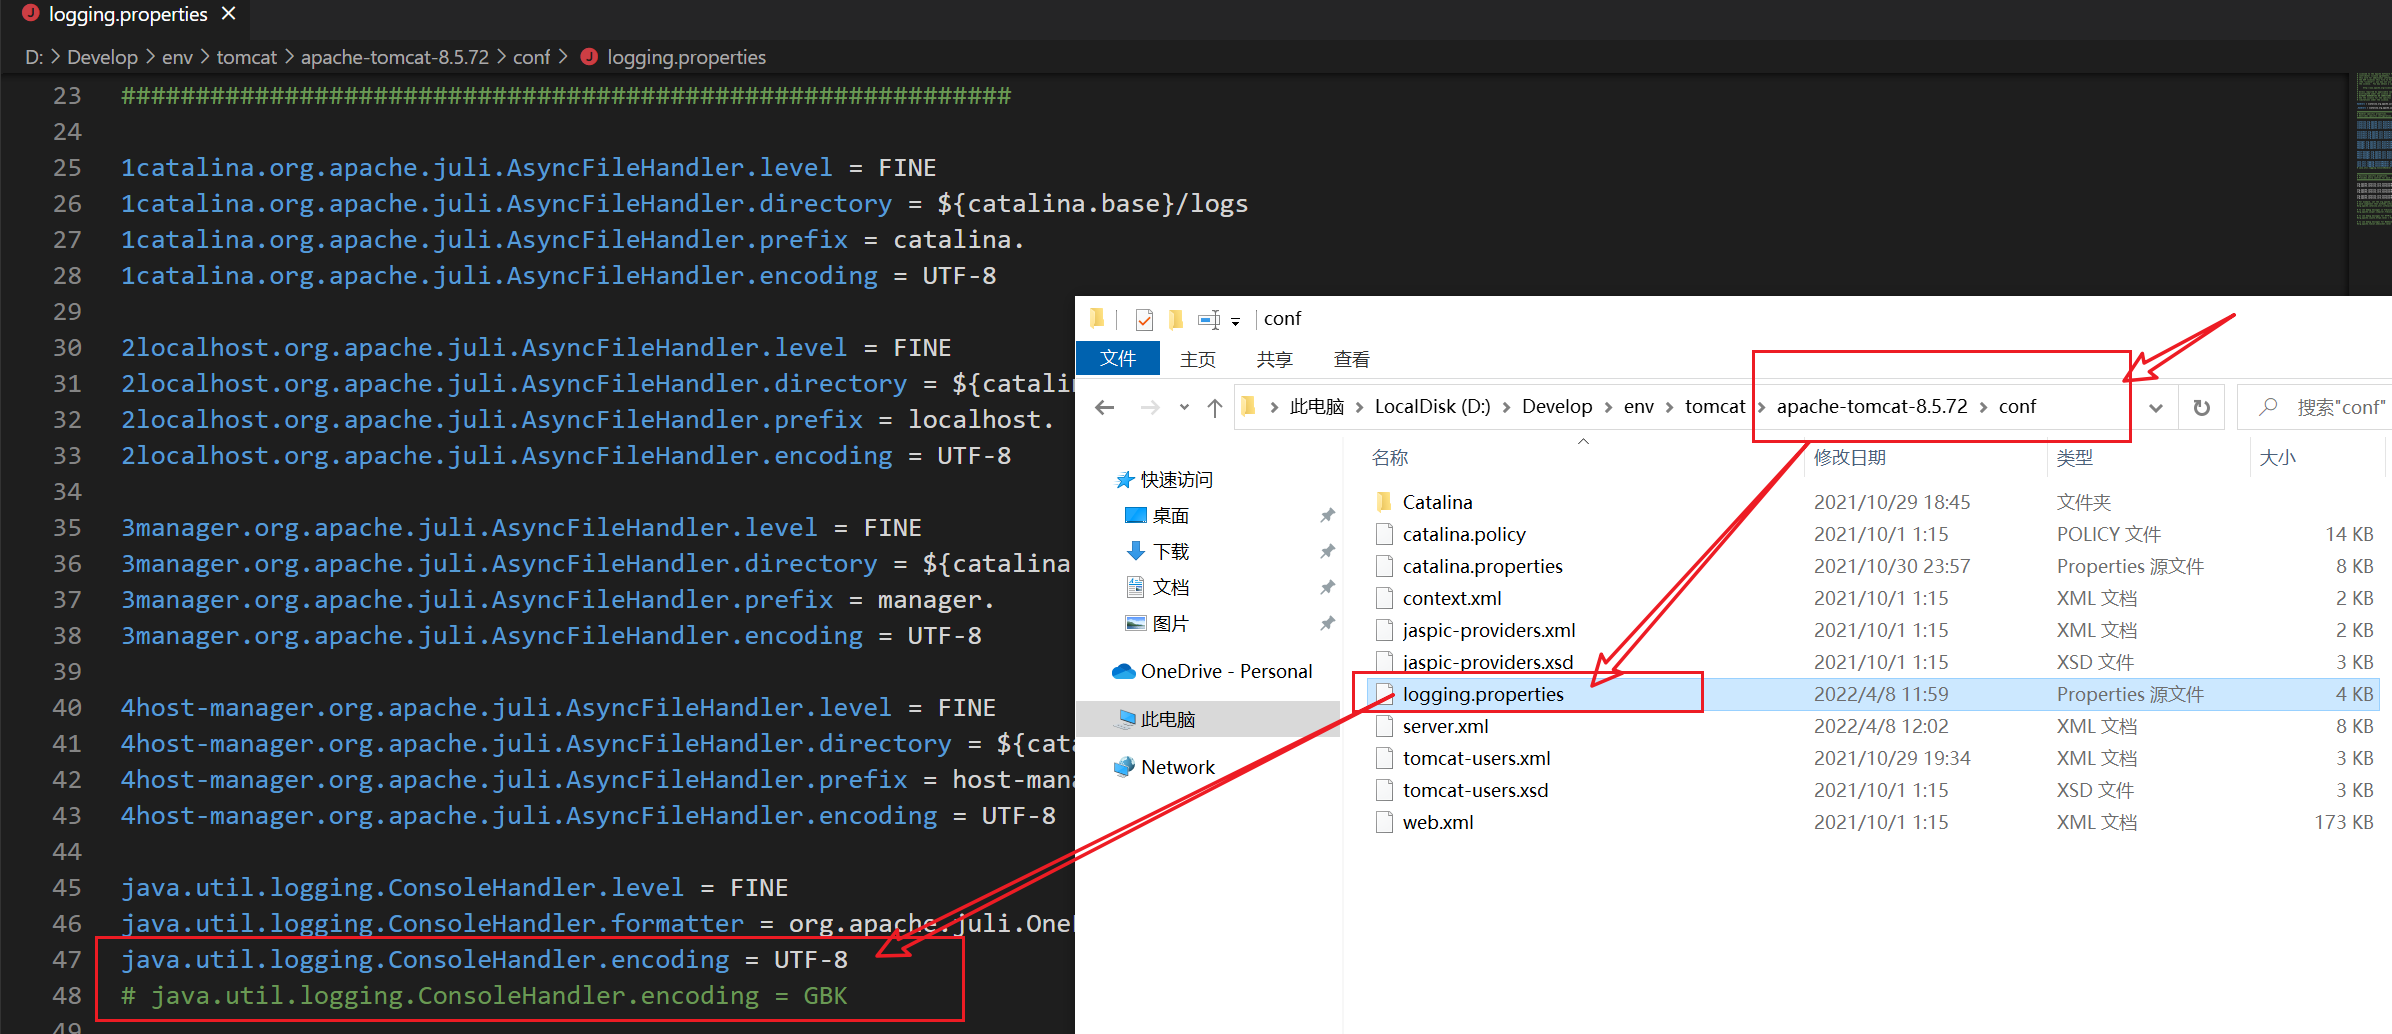 logging.properties
D: > Develop > env > tomcat > apache-tomcat-8.5.72 > conf > logging.properties
23 ############################################################
24
25 1catalina.org.apache.juli.AsyncFileHandler.level = FINE
26 1catalina.org.apache.juli.AsyncFileHandler.directory = ${catalina.base}/logs
27 1catalina.org.apache.juli.AsyncFileHandler.prefix = catalina.
28 1catalina.org.apache.juli.AsyncFileHandler.encoding = UTF-8
29
30 2localhost.org.apache.juli.AsyncFileHandler.level = FINE
31 2localhost.org.apache.juli.AsyncFileHandler.directory = ${catalin
32 2localhost.org.apache.juli.AsyncFileHandler.prefix = localhost.
33 2localhost.org.apache.juli.AsyncFileHandler.encoding = UTF-8
34
35 3manager.org.apache.juli.AsyncFileHandler.level = FINE
36 3manager.org.apache.juli.AsyncFileHandler.directory = ${catalina
37 3manager.org.apache.juli.AsyncFileHandler.prefix = manager.
38 3manager.org.apache.juli.AsyncFileHandler.encoding = UTF-8
39
40 4host-manager.org.apache.juli.AsyncFileHandler.level = FINE
41 4host-manager.org.apache.juli.AsyncFileHandler.directory = ${cata
42 4host-manager.org.apache.juli.AsyncFileHandler.prefix = host-mana
43 4host-manager.org.apache.juli.AsyncFileHandler.encoding = UTF-8
44
45 java.util.logging.ConsoleHandler.level = FINE
46 java.util.logging.ConsoleHandler.formatter = org.apache.juli.OneL
47 java.util.logging.ConsoleHandler.encoding = UTF-8
48 # java.util.logging.ConsoleHandler.encoding = GBK
49
conf
文件 主页 共享 查看
此电脑 > LocalDisk (D:) > Develop > env > tomcat > apache-tomcat-8.5.72 > conf
搜索"conf"
快速访问
桌面
下载
文档
图片
OneDrive - Personal
此电脑
Network
名称 修改日期 类型 大小
Catalina 2021/10/29 18:45 文件夹
catalina.policy 2021/10/1 1:15 POLICY 文件 14 KB
catalina.properties 2021/10/30 23:57 Properties 源文件 8 KB
context.xml 2021/10/1 1:15 XML 文档 2 KB
jaspic-providers.xml 2021/10/1 1:15 XML 文档 2 KB
jaspic-providers.xsd 2021/10/1 1:15 XSD 文件 3 KB
logging.properties 2022/4/8 11:59 Properties 源文件 4 KB
server.xml 2022/4/8 12:02 XML 文档 8 KB
tomcat-users.xml 2021/10/29 19:34 XML 文档 3 KB
tomcat-users.xsd 2021/10/1 1:15 XSD 文件 3 KB
web.xml 2021/10/1 1:15 XML 文档 173 KB